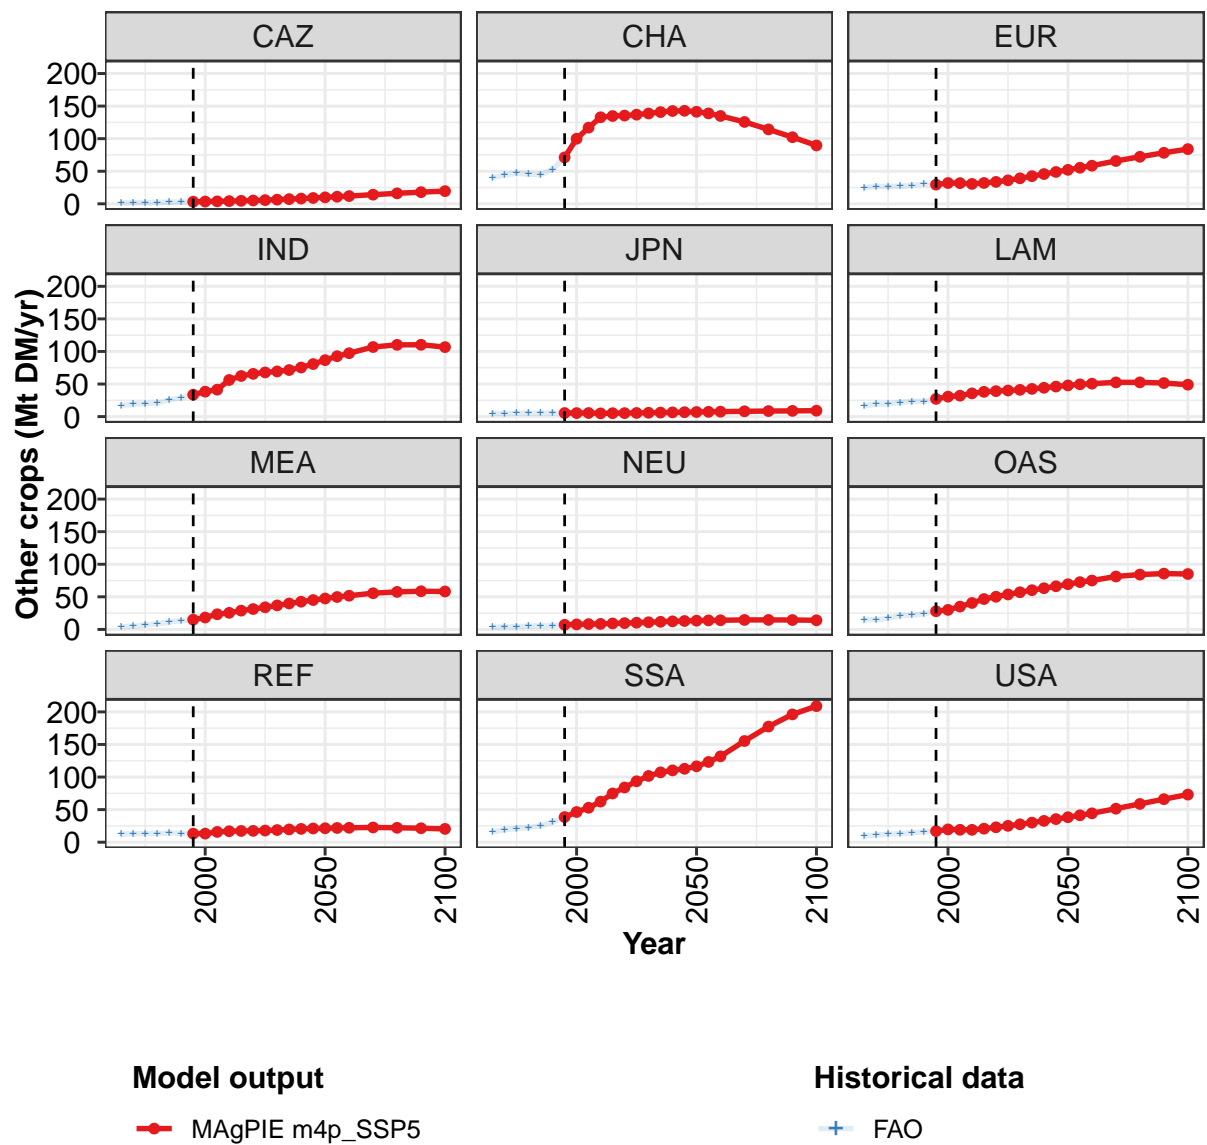 CAZ CHA EUR
200
150
100
50
0
IND JPN LAM
200
150
100
50
0
MEA NEU OAS
200
150
100
50
0
REF SSA USA
200
150
100
50
0
Other crops (Mt DM/yr)
2000 2050 2100 2000 2050 2100 2000 2050 2100
Year
Model output Historical data
MAgPIE m4p_SSP5 FAO